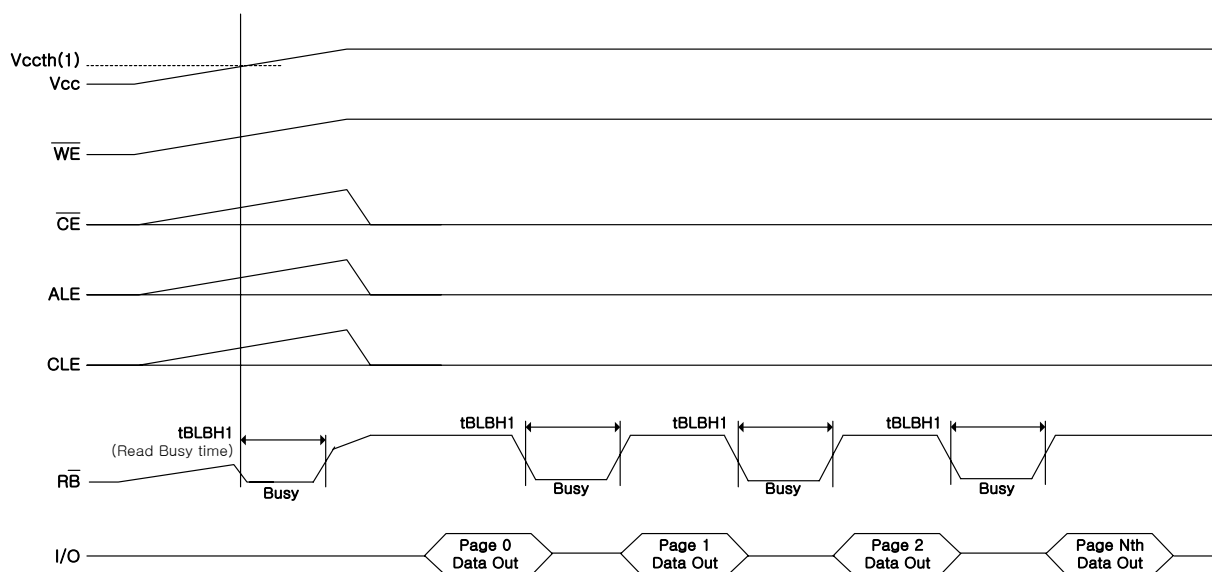 Vccth(1)
Vcc
WE
CE
ALE
CLE
tBLBH1
(Read Busy time)
tBLBH1
tBLBH1
tBLBH1
RB
Busy
Busy
Busy
Busy
I/O
Page 0
Data Out
Page 1
Data Out
Page 2
Data Out
Page Nth
Data Out